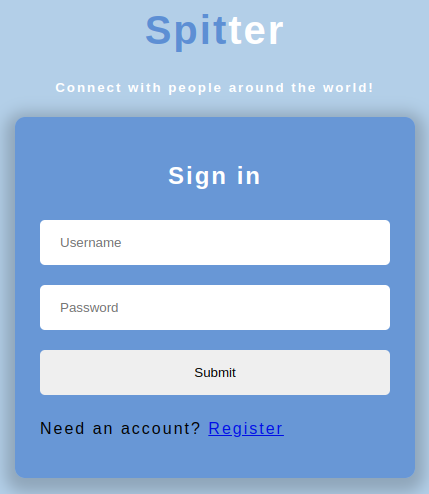 Spitter
Connect with people around the world!
Sign in
Username
Password
Submit
Need an account? Register